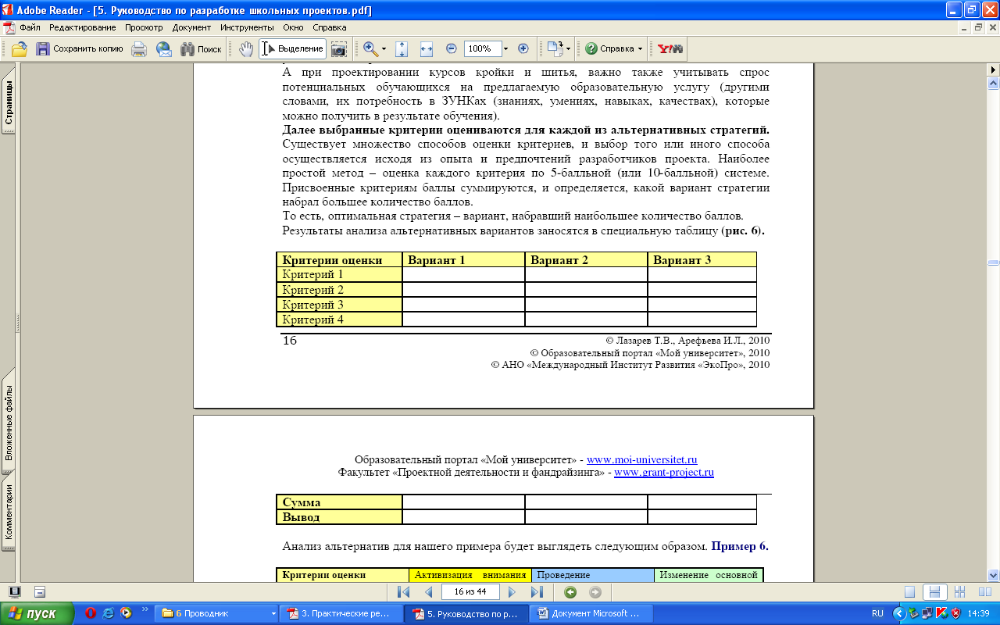 Adobe Reader - [5. Руководство по разработке школьных проектов.pdf]
Файл Редактирование Просмотр Документ Инструменты Окно Справка
Сохранить копию Поиск Выделение 100% Справка Y!
Страницы
А при проектировании курсов кройки и шитья, важно также учитывать спрос
потенциальных обучающихся на предлагаемую образовательную услугу (другими
словами, их потребность в ЗУНКах (знаниях, умениях, навыках, качествах), которые
можно получить в результате обучения).
Далее выбранные критерии оцениваются для каждой из альтернативных стратегий.
Существует множество способов оценки критериев, и выбор того или иного способа
осуществляется исходя из опыта и предпочтений разработчиков проекта. Наиболее
простой метод – оценка каждого критерия по 5-балльной (или 10-балльной) системе.
Присвоенные критериям баллы суммируются, и определяется, какой вариант стратегии
набрал большее количество баллов.
То есть, оптимальная стратегия – вариант, набравший наибольшее количество баллов.
Результаты анализа альтернативных вариантов заносятся в специальную таблицу (рис. 6).
Критерии оценки Вариант 1 Вариант 2 Вариант 3
Критерий 1
Критерий 2
Критерий 3
Критерий 4
16 © Лазарев Т.В., Арефьева И.Л., 2010
© Образовательный портал «Мой университет», 2010
© АНО «Международный Институт Развития «ЭкоПро», 2010
Вложенные файлы
Комментарии
Образовательный портал «Мой университет» - www.moi-universitet.ru
Факультет «Проектной деятельности и фандрайзинга» - www.grant-project.ru
Сумма
Вывод
Анализ альтернатив для нашего примера будет выглядеть следующим образом. Пример 6.
Критерии оценки Активизация внимания Проведение Изменение основной
16 из 44
пуск 6 Проводник 3. Практические ре... 5. Руководство по р... Документ Microsoft ... RU 14:39